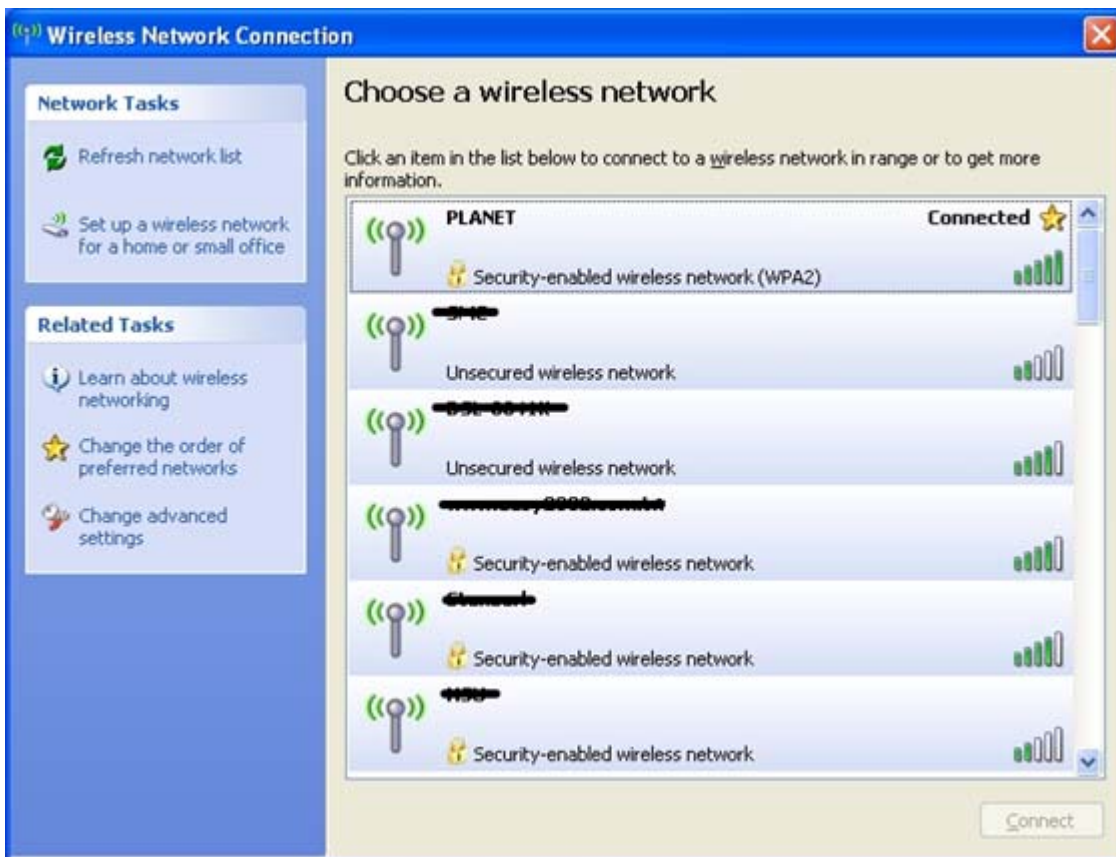 Wireless Network Connection
Network Tasks
Refresh network list
Set up a wireless network
for a home or small office
Related Tasks
Learn about wireless
networking
Change the order of
preferred networks
Change advanced
settings
Choose a wireless network
Click an item in the list below to connect to a wireless network in range or to get more
information.
PLANET Connected
Security-enabled wireless network (WPA2)
Unsecured wireless network
Unsecured wireless network
Security-enabled wireless network
Security-enabled wireless network
Security-enabled wireless network
Connect